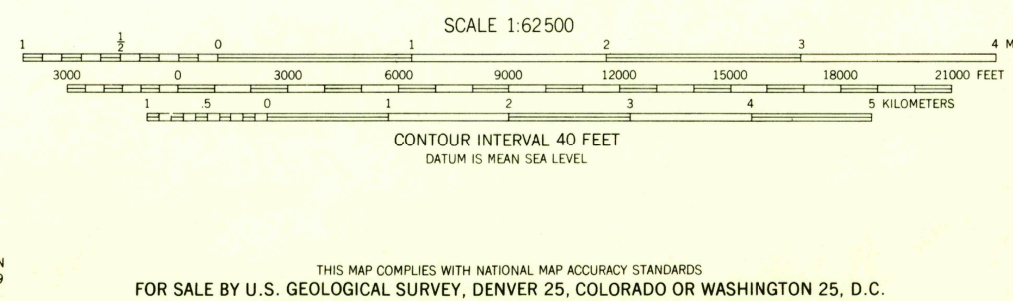 SCALE 1:62500
1 ½ 0 1 2 3 4 M
3000 0 3000 6000 9000 12000 15000 18000 21000 FEET
1 .5 0 1 2 3 4 5 KILOMETERS
CONTOUR INTERVAL 40 FEET
DATUM IS MEAN SEA LEVEL
N
9
THIS MAP COMPLIES WITH NATIONAL MAP ACCURACY STANDARDS
FOR SALE BY U.S. GEOLOGICAL SURVEY, DENVER 25, COLORADO OR WASHINGTON 25, D.C.